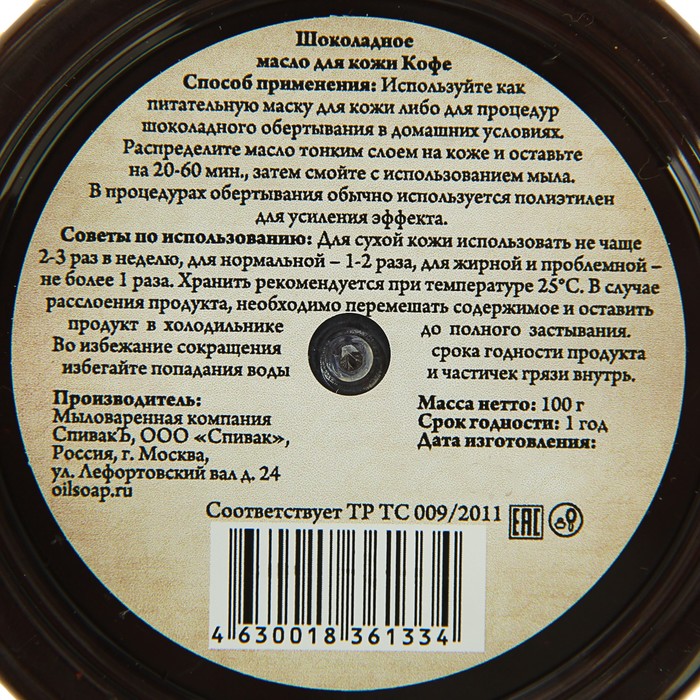 Шоколадное
масло для кожи Кофе
Способ применения: Используйте как
питательную маску для кожи либо для процедур
шоколадного обертывания в домашних условиях.
Распределите масло тонким слоем на коже и оставьте
на 20-60 мин., затем смойте с использованием мыла.
В процедурах обертывания обычно используется полиэтилен
для усиления эффекта.
Советы по использованию: Для сухой кожи использовать не чаще
2-3 раз в неделю, для нормальной – 1-2 раза, для жирной и проблемной –
не более 1 раза. Хранить рекомендуется при температуре 25°С. В случае
расслоения продукта, необходимо перемешать содержимое и оставить
продукт в холодильнике до полного застывания.
Во избежание сокращения срока годности продукта
избегайте попадания воды и частичек грязи внутрь.
Производитель:
Мыловаренная компания
СпивакЪ, ООО «Спивак»,
Россия, г. Москва,
ул. Лефортовский вал д. 24
oilsoap.ru
Масса нетто: 100 г
Срок годности: 1 год
Дата изготовления:
Соответствует ТР ТС 009/2011 EAC
4 630018 361334